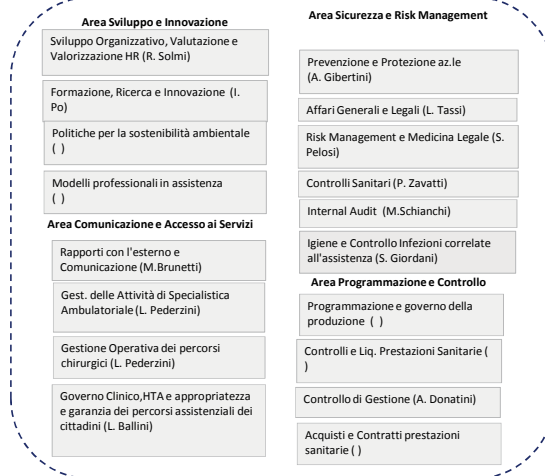 Area Sviluppo e Innovazione
Sviluppo Organizzativo, Valutazione e
Valorizzazione HR (R. Solmi)
Formazione, Ricerca e Innovazione (I.
Po)
Politiche per la sostenibilità ambientale
( )
Modelli professionali in assistenza
( )
Area Comunicazione e Accesso ai Servizi
Rapporti con l'esterno e
Comunicazione (M.Brunetti)
Gest. delle Attività di Specialistica
Ambulatoriale (L. Pederzini)
Gestione Operativa dei percorsi
chirurgici (L. Pederzini)
Governo Clinico,HTA e appropriatezza
e garanzia dei percorsi assistenziali dei
cittadini (L. Ballini)
Area Sicurezza e Risk Management
Prevenzione e Protezione az.le
(A. Gibertini)
Affari Generali e Legali (L. Tassi)
Risk Management e Medicina Legale (S.
Pelosi)
Controlli Sanitari (P. Zavatti)
Internal Audit (M.Schianchi)
Igiene e Controllo Infezioni correlate
all'assistenza (S. Giordani)
Area Programmazione e Controllo
Programmazione e governo della
produzione ( )
Controlli e Liq. Prestazioni Sanitarie (
)
Controllo di Gestione (A. Donatini)
Acquisti e Contratti prestazioni
sanitarie ( )